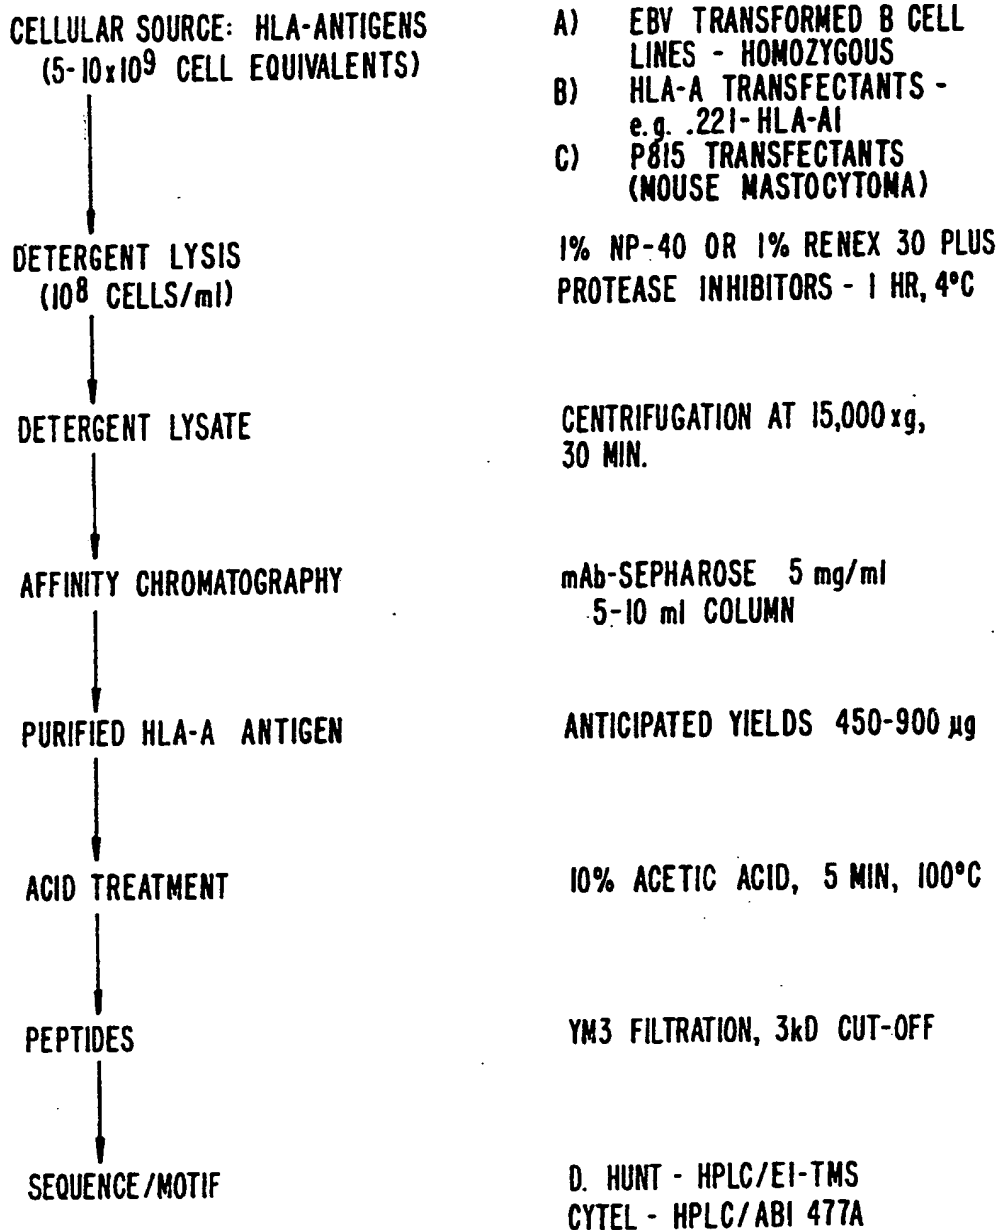 CELLULAR SOURCE: HLA-ANTIGENS
(5-10x10⁹ CELL EQUIVALENTS)
A) EBV TRANSFORMED B CELL
LINES - HOMOZYGOUS
B) HLA-A TRANSFECTANTS -
e.g. .221-HLA-A1
C) P815 TRANSFECTANTS
(MOUSE MASTOCYTOMA)
DETERGENT LYSIS
(10⁸ CELLS/ml)
1% NP-40 OR 1% RENEX 30 PLUS
PROTEASE INHIBITORS - 1 HR, 4°C
DETERGENT LYSATE
CENTRIFUGATION AT 15,000xg,
30 MIN.
AFFINITY CHROMATOGRAPHY
mAb-SEPHAROSE 5 mg/ml
5-10 ml COLUMN
PURIFIED HLA-A ANTIGEN
ANTICIPATED YIELDS 450-900 µg
ACID TREATMENT
10% ACETIC ACID, 5 MIN, 100°C
PEPTIDES
YM3 FILTRATION, 3kD CUT-OFF
SEQUENCE/MOTIF
D. HUNT - HPLC/EI-TMS
CYTEL - HPLC/ABI 477A